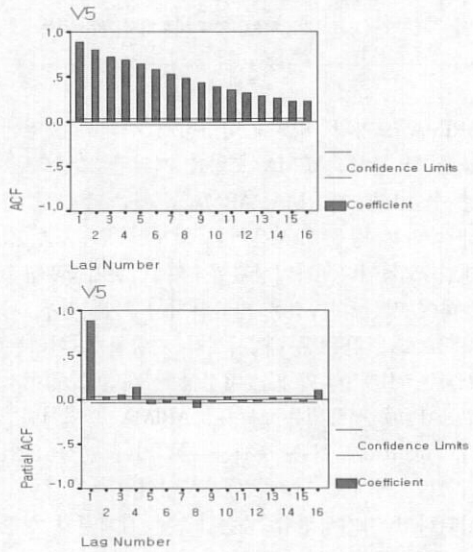 V5
1.0
.5
0.0
-.5
-1.0
ACF
1 3 5 7 9 11 13 15
2 4 6 8 10 12 14 16
Lag Number
Confidence Limits
Coefficient
V5
1.0
.5
0.0
-.5
-1.0
Partial ACF
1 3 5 7 9 11 13 15
2 4 6 8 10 12 14 16
Lag Number
Confidence Limits
Coefficient